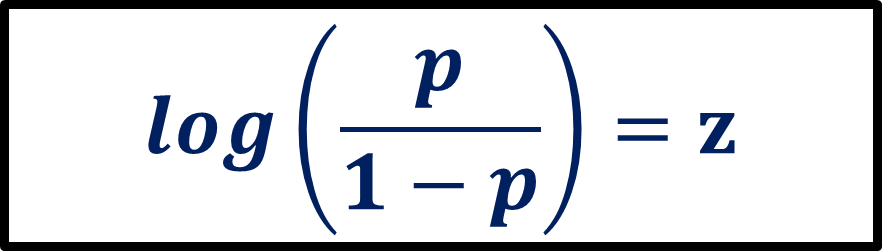 log(p / 1 − p) = z